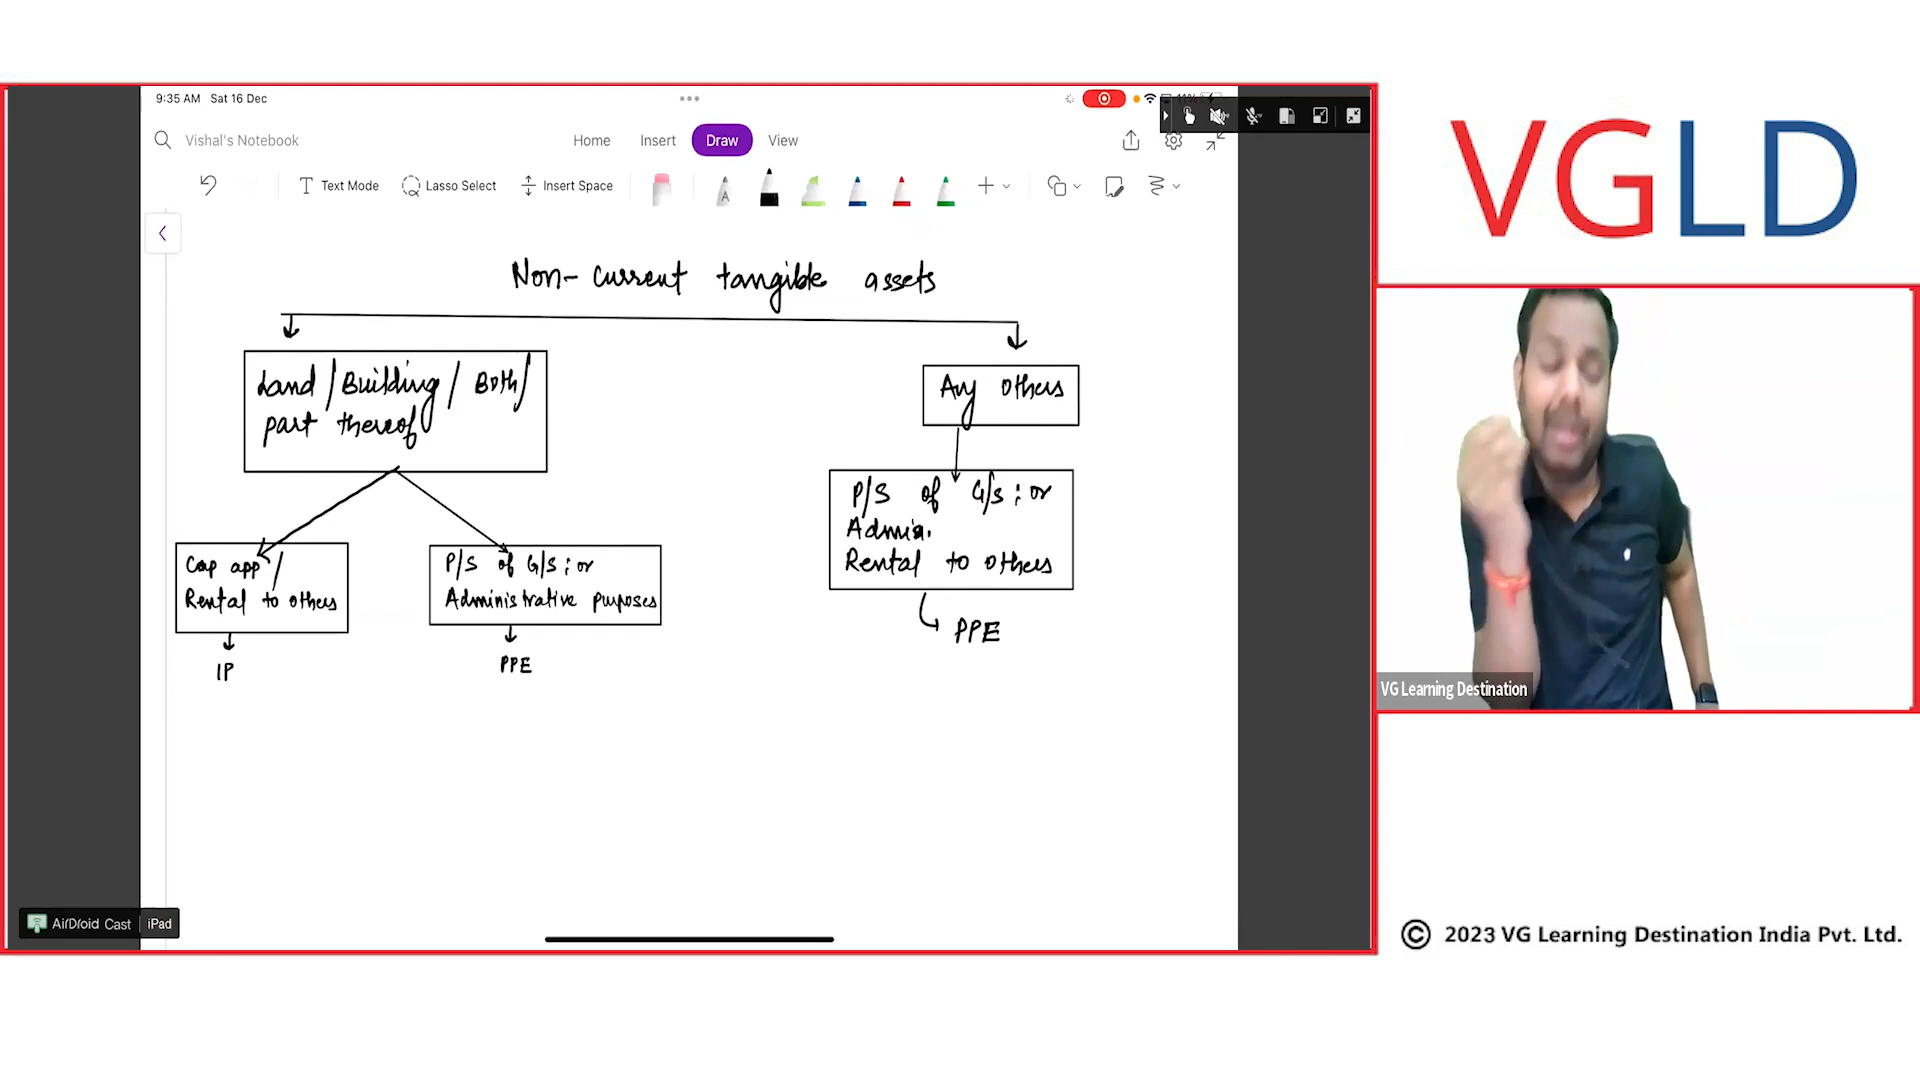 9:35 AM Sat 16 Dec
11%
Vishal's Notebook
Home Insert Draw View
Text Mode Lasso Select Insert Space
A
VGLD
Non-current tangible assets
Land / Building / Both /
part thereof
Any others
P/S of G/S ; or
Admin.
Rental to others
PPE
Cap app /
Rental to others
IP
P/S of G/S ; or
Administrative purposes
PPE
VG Learning Destination
AirDroid Cast iPad
© 2023 VG Learning Destination India Pvt. Ltd.